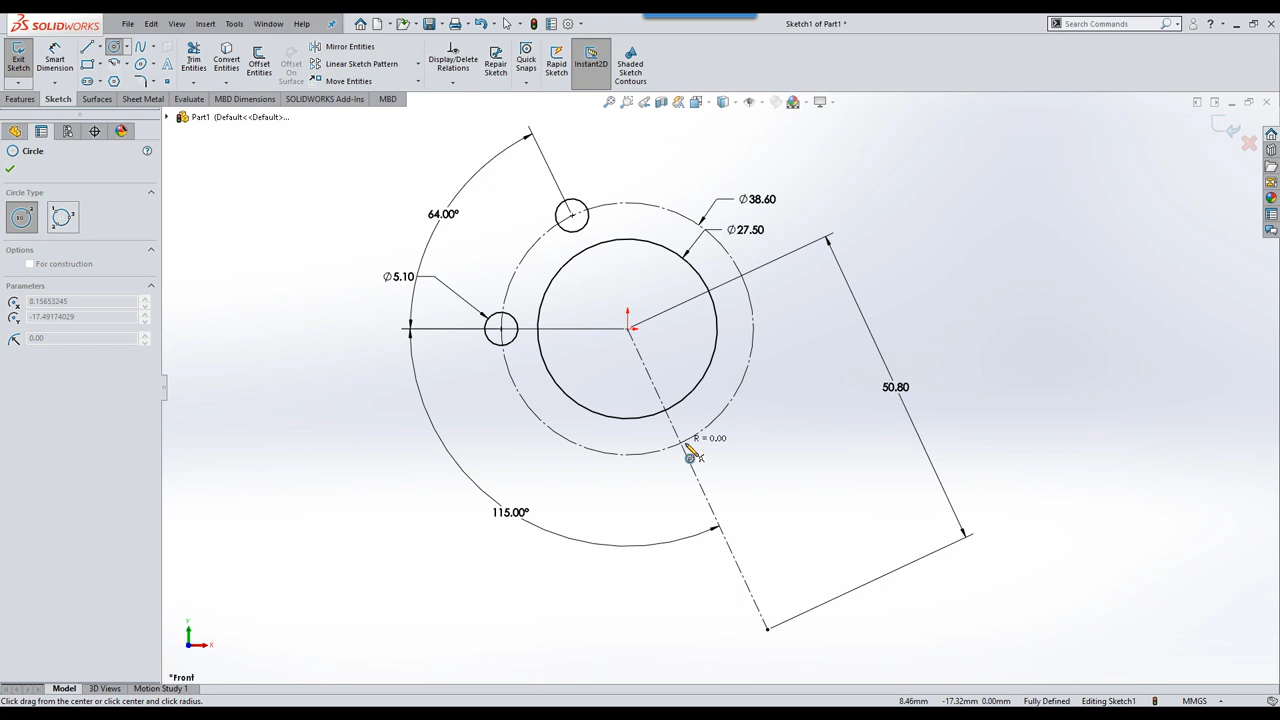 SOLIDWORKS
File
Edit
View
Insert
Tools
Window
Help
Sketch1 of Part1 *
Search Commands
Exit Sketch
Smart Dimension
Trim Entities
Convert Entities
Offset Entities
Offset On Surface
Mirror Entities
Linear Sketch Pattern
Move Entities
Display/Delete Relations
Repair Sketch
Quick Snaps
Rapid Sketch
Instant2D
Shaded Sketch Contours
Features
Sketch
Surfaces
Sheet Metal
Evaluate
MBD Dimensions
SOLIDWORKS Add-Ins
MBD
Part1 (Default<<Default>...
Circle
Circle Type
Options
For construction
Parameters
8.15653245
-17.49174029
0.00
64.00°
Ø38.60
Ø27.50
Ø5.10
50.80
R = 0.00
115.00°
Y
X
*Front
Model
3D Views
Motion Study 1
Click drag from the center or click center and click radius.
8.46mm
-17.32mm
0.00mm
Fully Defined
Editing Sketch1
MMGS